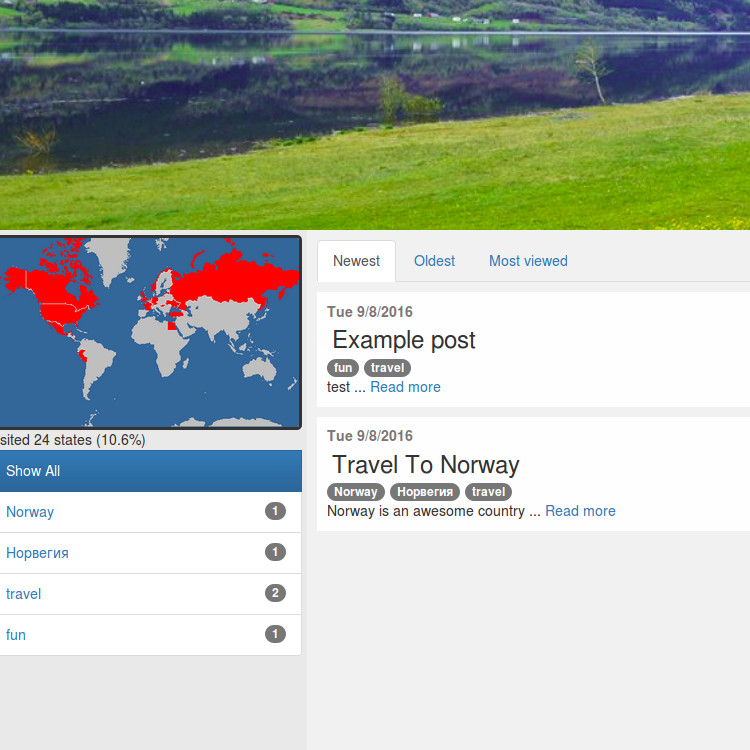 sited 24 states (10.6%)
Show All
Norway 1
Норвегия 1
travel 2
fun 1
Newest Oldest Most viewed
Tue 9/8/2016
Example post
fun travel
test ... Read more
Tue 9/8/2016
Travel To Norway
Norway Норвегия travel
Norway is an awesome country ... Read more